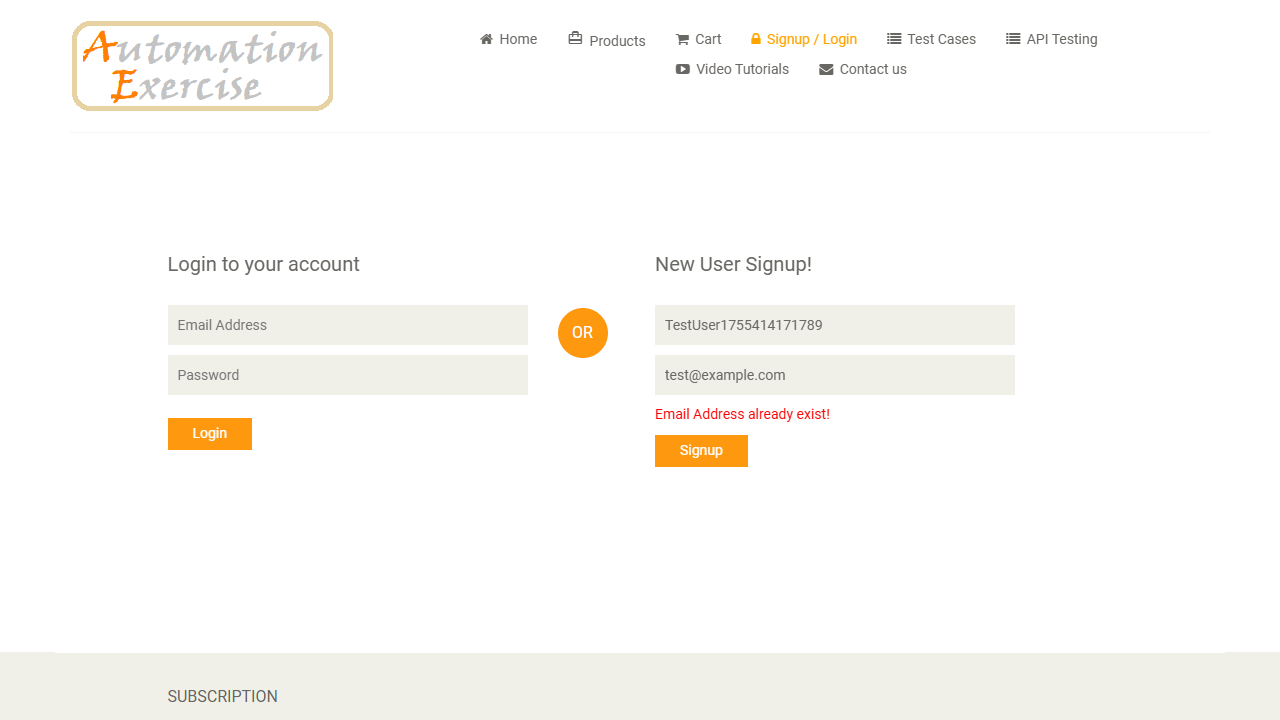 Automation
Exercise
Home
Products
Cart
Signup / Login
Test Cases
API Testing
Video Tutorials
Contact us
Login to your account
Email Address
Password
Login
OR
New User Signup!
TestUser1755414171789
test@example.com
Email Address already exist!
Signup
SUBSCRIPTION